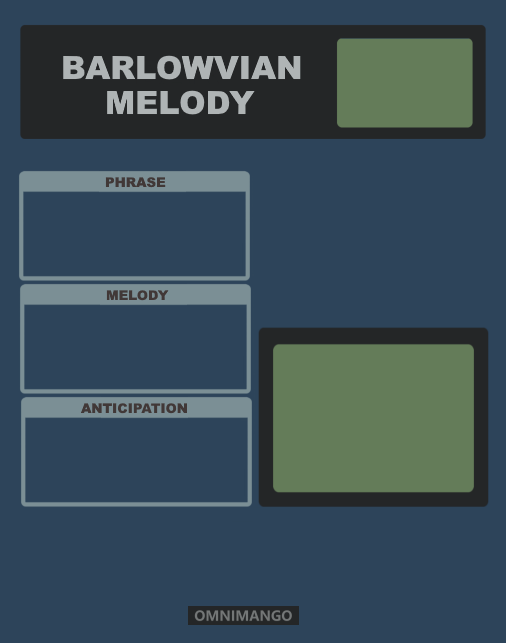 BARLOWVIAN
MELODY
PHRASE
MELODY
ANTICIPATION
OMNIMANGO